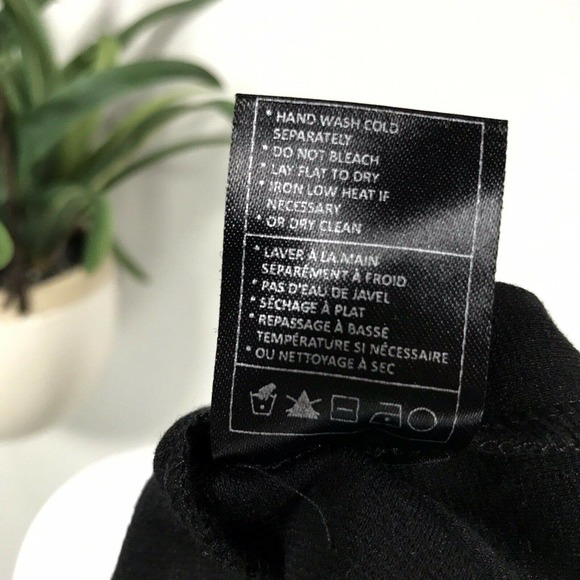 * HAND WASH COLD
SEPARATELY
* DO NOT BLEACH
* LAY FLAT TO DRY
* IRON LOW HEAT IF
NECESSARY
* OR DRY CLEAN
* LAVER À LA MAIN
SEPARÉMENT À FROID
* PAS D'EAU DE JAVEL
* SÉCHAGE À PLAT
* REPASSAGE À BASSE
TEMPÉRATURE SI NÉCESSAIRE
* OU NETTOYAGE À SEC